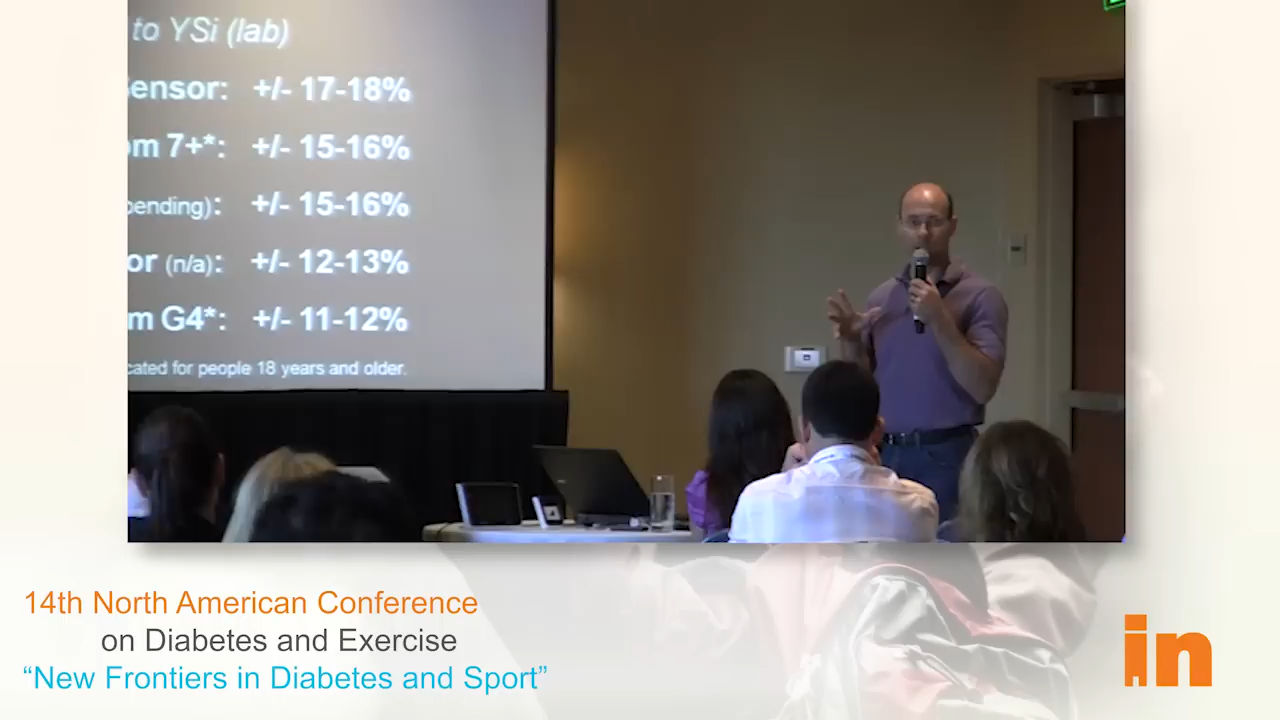 to YSi (lab)
ensor: +/- 17-18%
om 7+*: +/- 15-16%
pending): +/- 15-16%
or (n/a): +/- 12-13%
m G4*: +/- 11-12%
cated for people 18 years and older.
14th North American Conference
on Diabetes and Exercise
“New Frontiers in Diabetes and Sport”
in